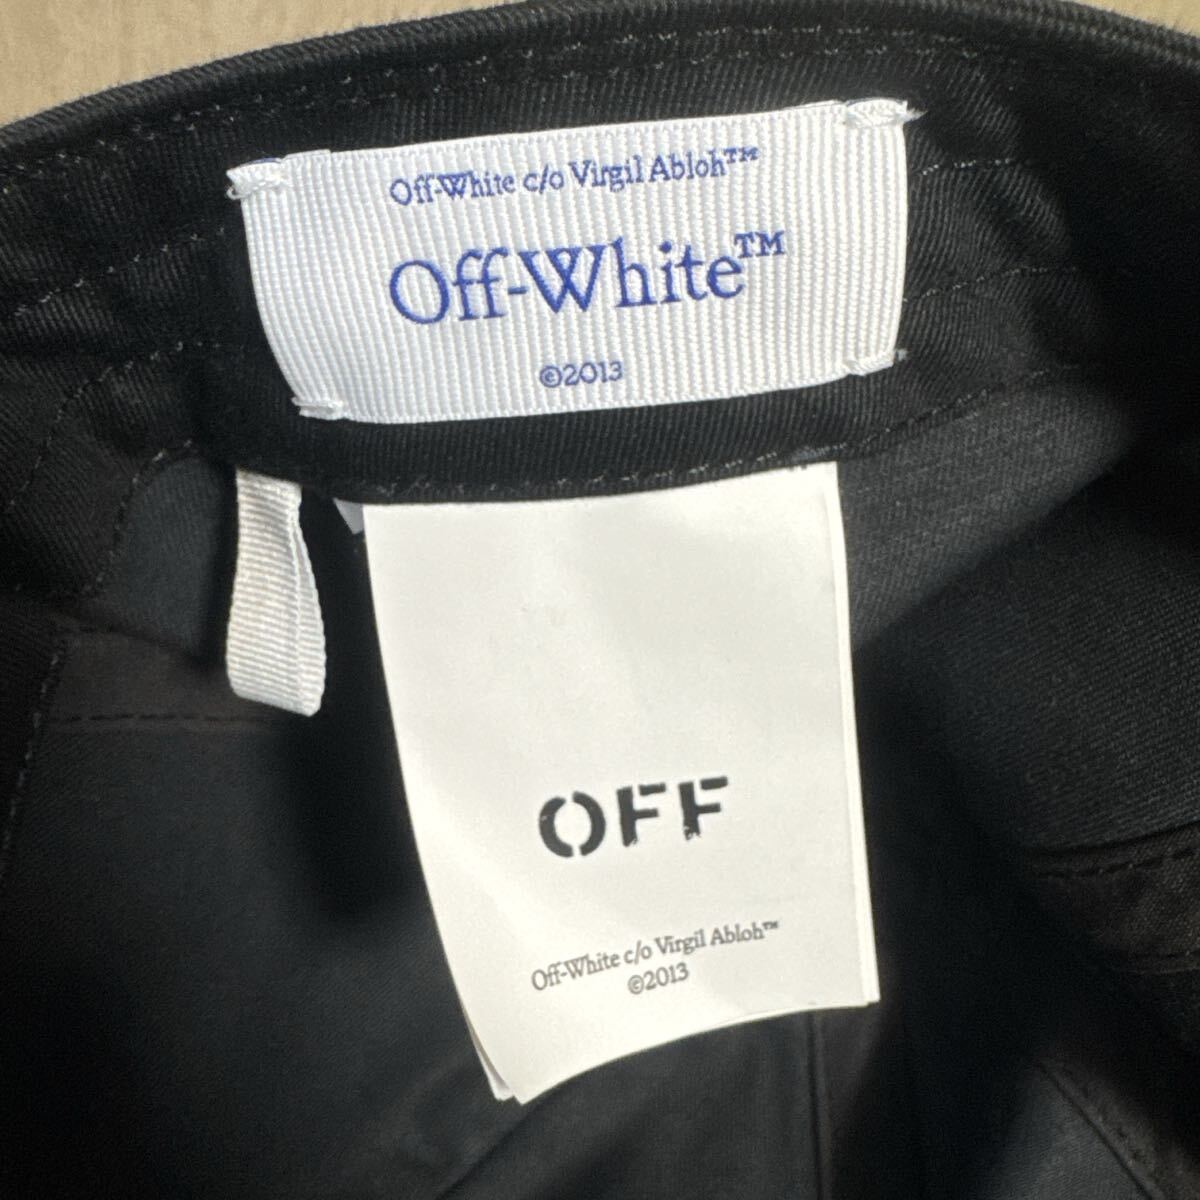 Off-White c/o Virgil Abloh™
Off-White™
©2013
OFF
Off-White c/o Virgil Abloh™
©2013